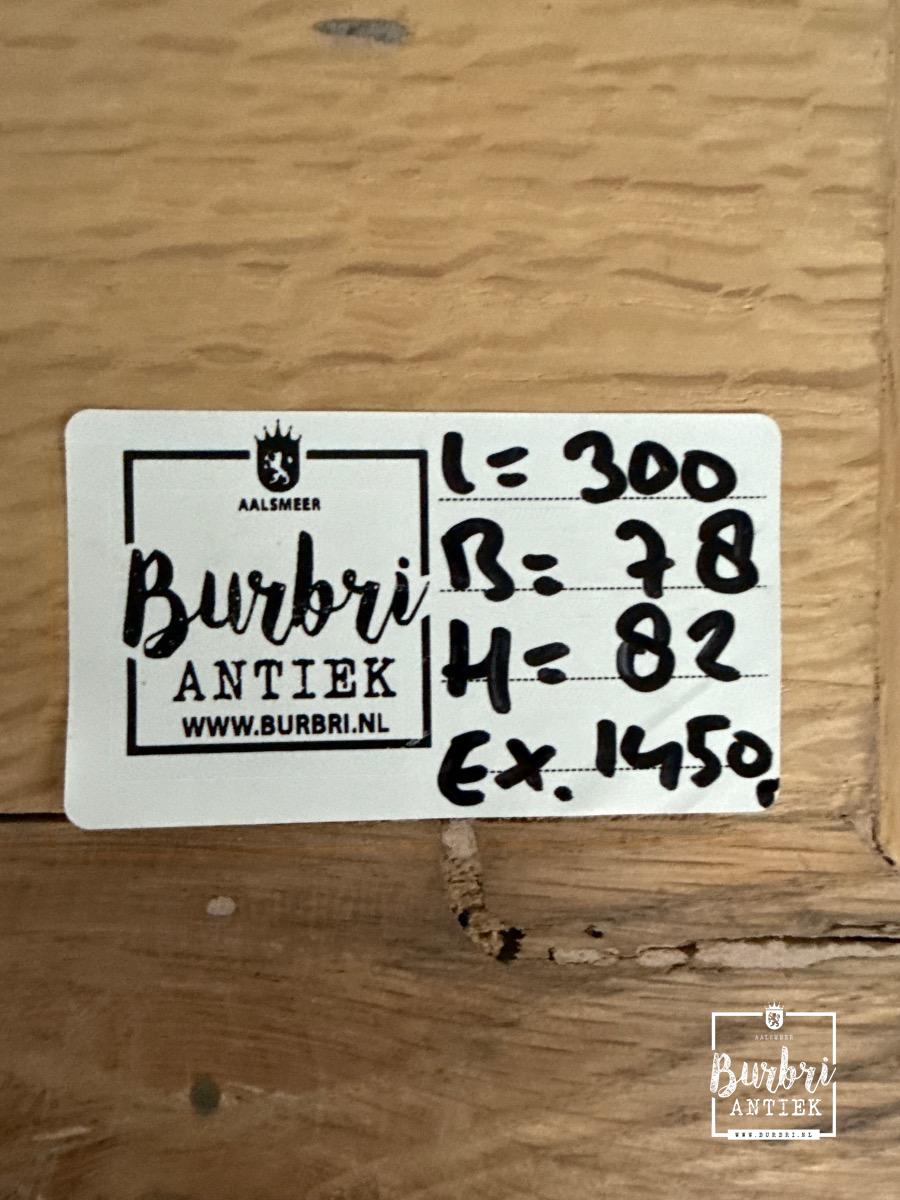 AALSMEER
Burbri
ANTIEK
WWW.BURBRI.NL
l= 300
B= 78
H= 82
Ex. 1450,
AALSMEER
Burbri
ANTIEK
WWW.BURBRI.NL